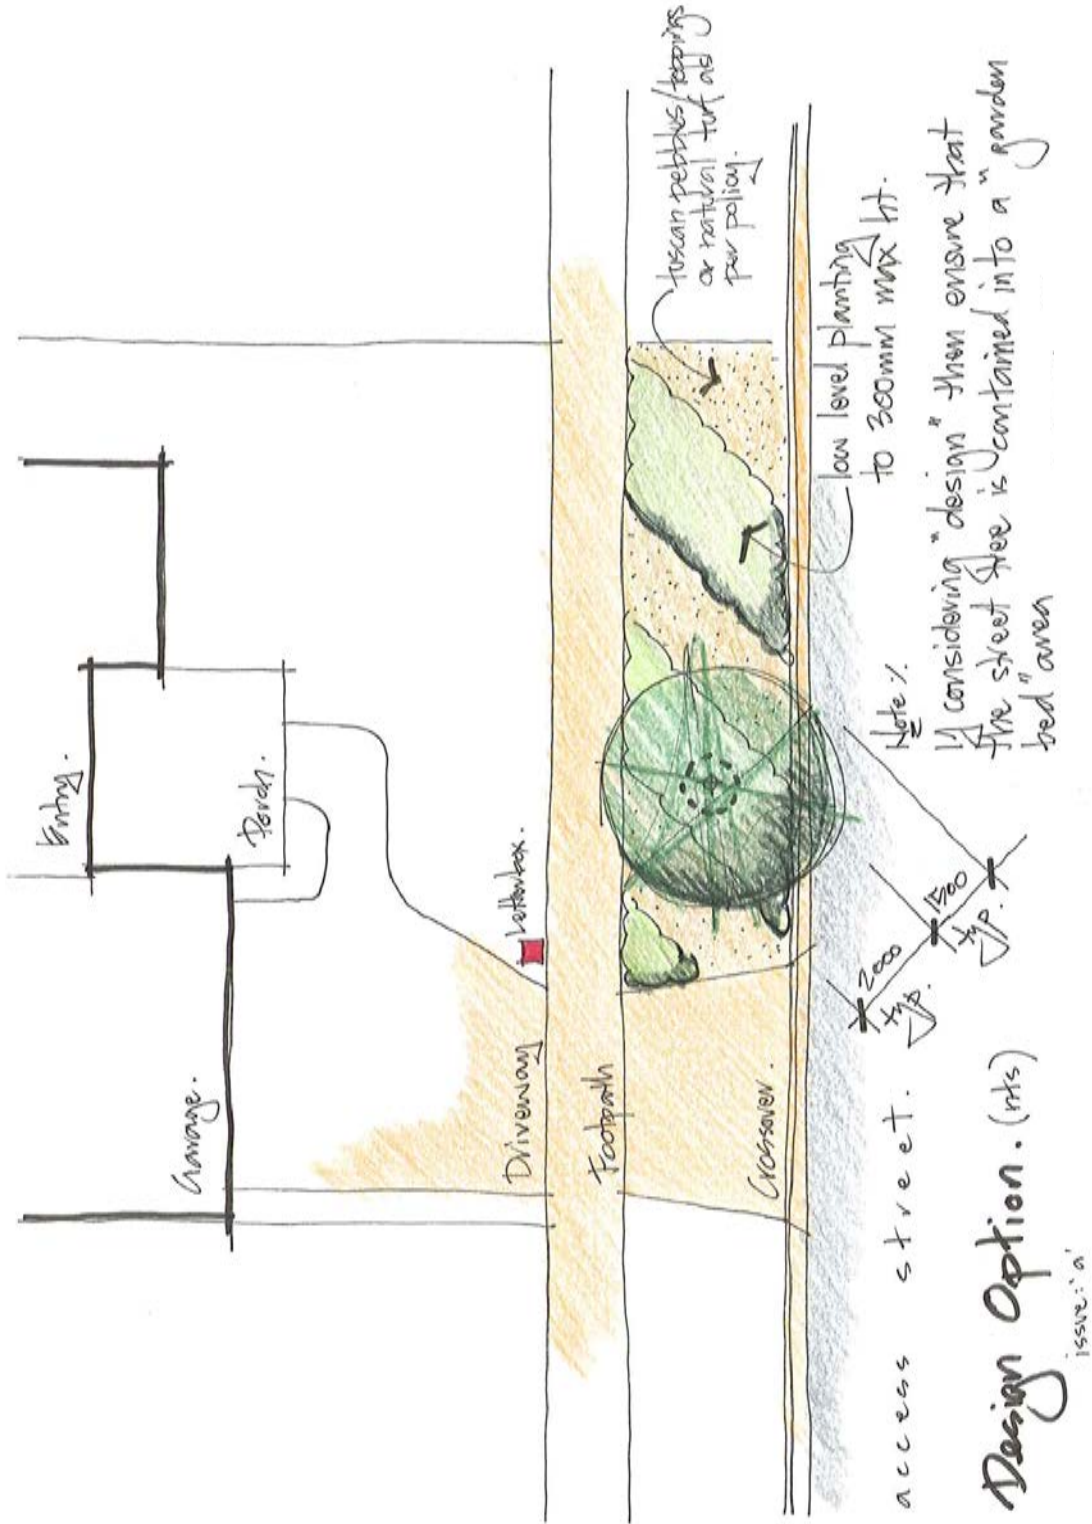 Entry.
Porch.
Garage.
Letterbox.
Driveway
Footpath
Crossover.
tuscan pebbles/toppings
or natural turf as
per policy.
low level planting
to 300mm max ht.
2000
typ.
1500
typ.
access street.
Note:
If considering "design" then ensure that
the street tree is contained into a "garden
bed" area
Design Option. (nts)
issue: 'a'